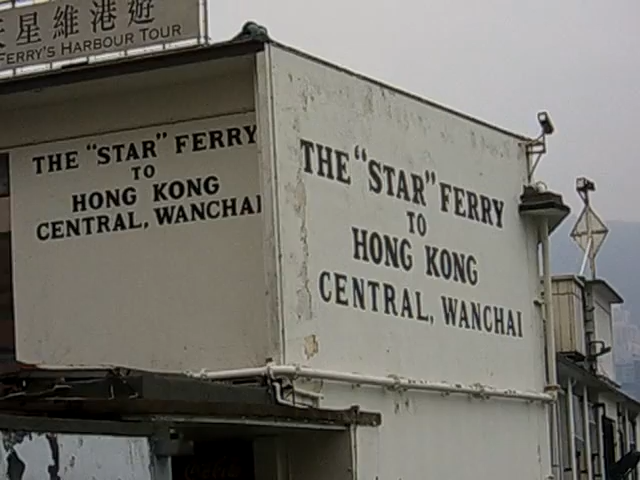 星維港遊
FERRY'S HARBOUR TOUR
THE "STAR" FERRY
TO
HONG KONG
CENTRAL, WANCHAI
THE "STAR" FERRY
TO
HONG KONG
CENTRAL, WANCHAI